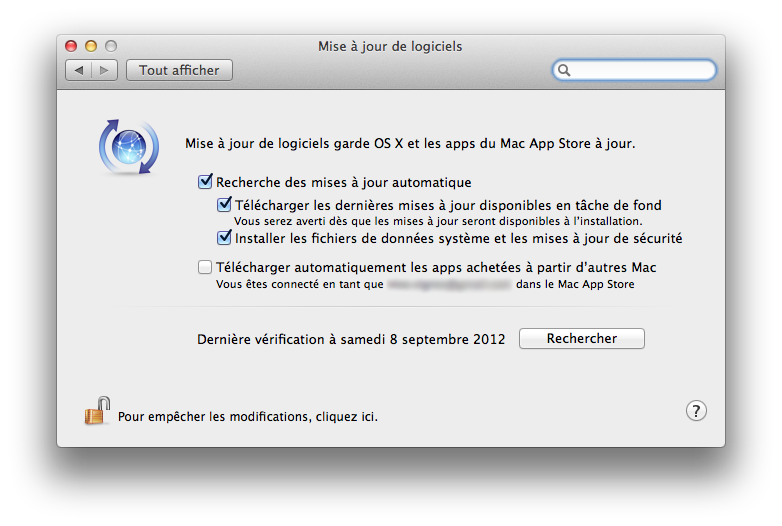 Mise à jour de logiciels
Tout afficher
Mise à jour de logiciels garde OS X et les apps du Mac App Store à jour.
Recherche des mises à jour automatique
Télécharger les dernières mises à jour disponibles en tâche de fond
Vous serez averti dès que les mises à jour seront disponibles à l’installation.
Installer les fichiers de données système et les mises à jour de sécurité
Télécharger automatiquement les apps achetées à partir d’autres Mac
Vous êtes connecté en tant que dans le Mac App Store
Dernière vérification à samedi 8 septembre 2012 Rechercher
Pour empêcher les modifications, cliquez ici. ?